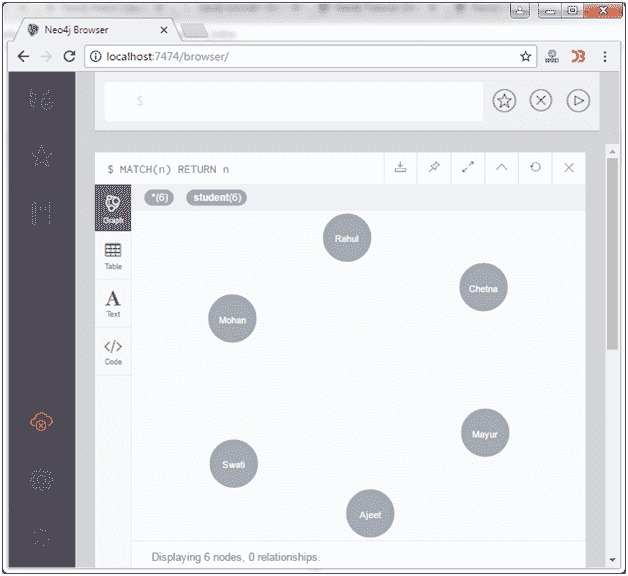 Neo4j Browser
localhost:7474/browser/
$
$ MATCH(n) RETURN n
*(6) student(6)
Graph
Table
Text
Code
Rahul
Chetna
Mohan
Mayur
Swati
Ajeet
Displaying 6 nodes, 0 relationships.